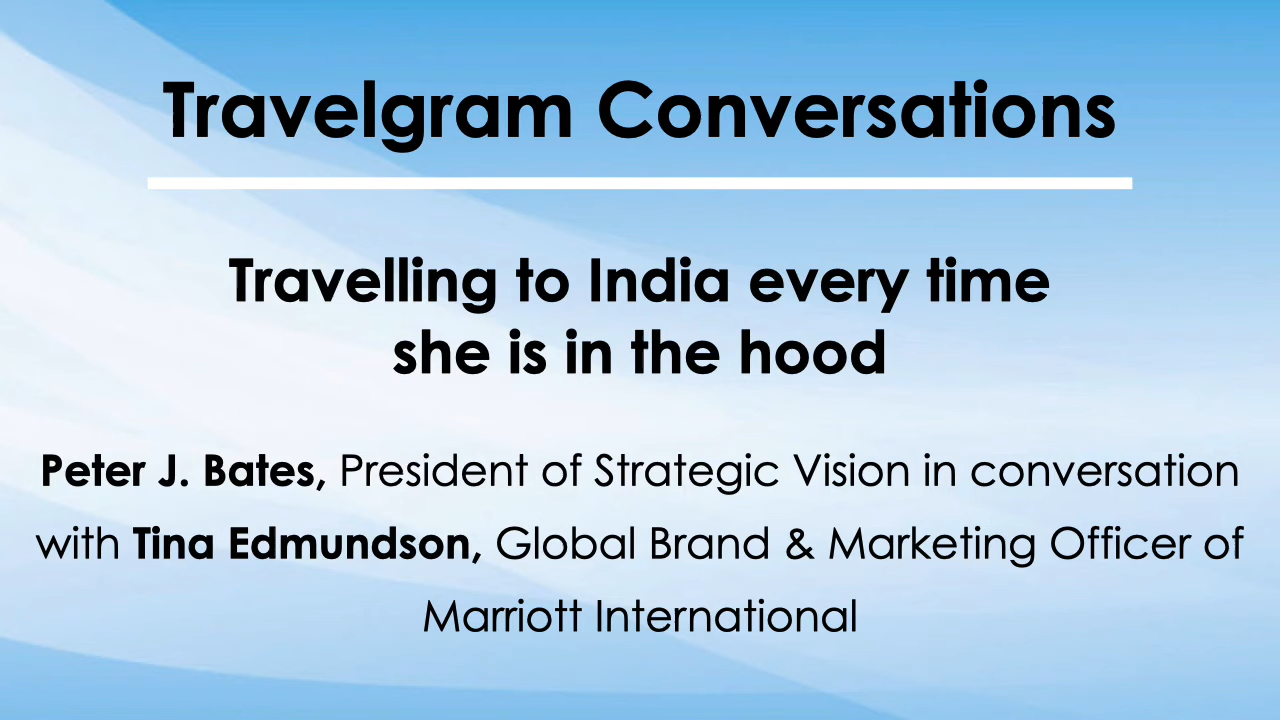 Travelgram Conversations
Travelling to India every time
she is in the hood
Peter J. Bates, President of Strategic Vision in conversation
with Tina Edmundson, Global Brand & Marketing Officer of
Marriott International